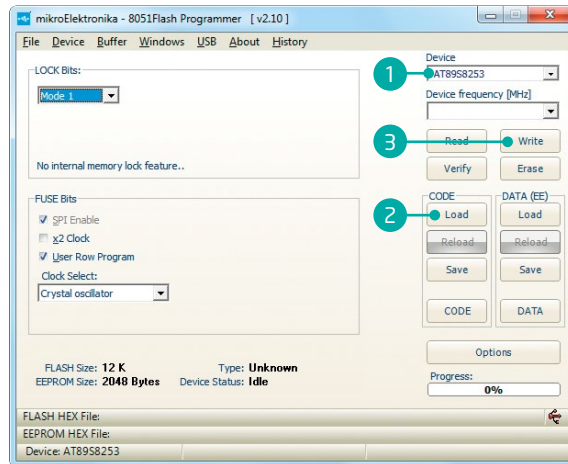 mikroElektronika - 8051Flash Programmer [ v2.10 ]
File Device Buffer Windows USB About History
LOCK Bits:
Mode 1
No internal memory lock feature..
FUSE Bits
SPI Enable
x2 Clock
User Row Program
Clock Select:
Crystal oscillator
FLASH Size: 12 K Type: Unknown
EEPROM Size: 2048 Bytes Device Status: Idle
Device
1 AT89S8253
Device frequency [MHz]
3 Read Write
Verify Erase
CODE DATA (EE)
2 Load Load
Reload Reload
Save Save
CODE DATA
Options
Progress:
0%
FLASH HEX File:
EEPROM HEX File:
Device: AT89S8253